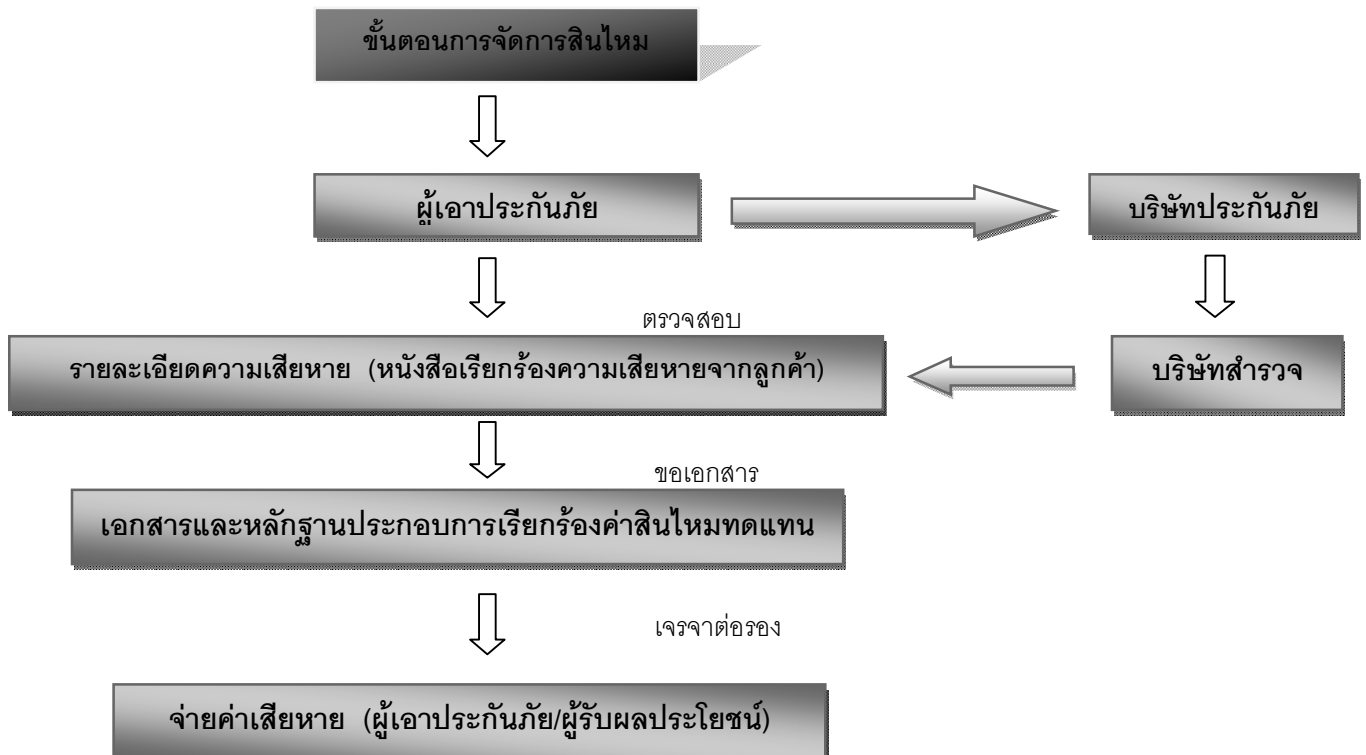 ขั้นตอนการจัดการสินไหม
ผู้เอาประกันภัย
บริษัทประกันภัย
ตรวจสอบ
รายละเอียดความเสียหาย (หนังสือเรียกร้องความเสียหายจากลูกค้า)
บริษัทสำรวจ
ขอเอกสาร
เอกสารและหลักฐานประกอบการเรียกร้องค่าสินไหมทดแทน
เจรจาต่อรอง
จ่ายค่าเสียหาย (ผู้เอาประกันภัย/ผู้รับผลประโยชน์)